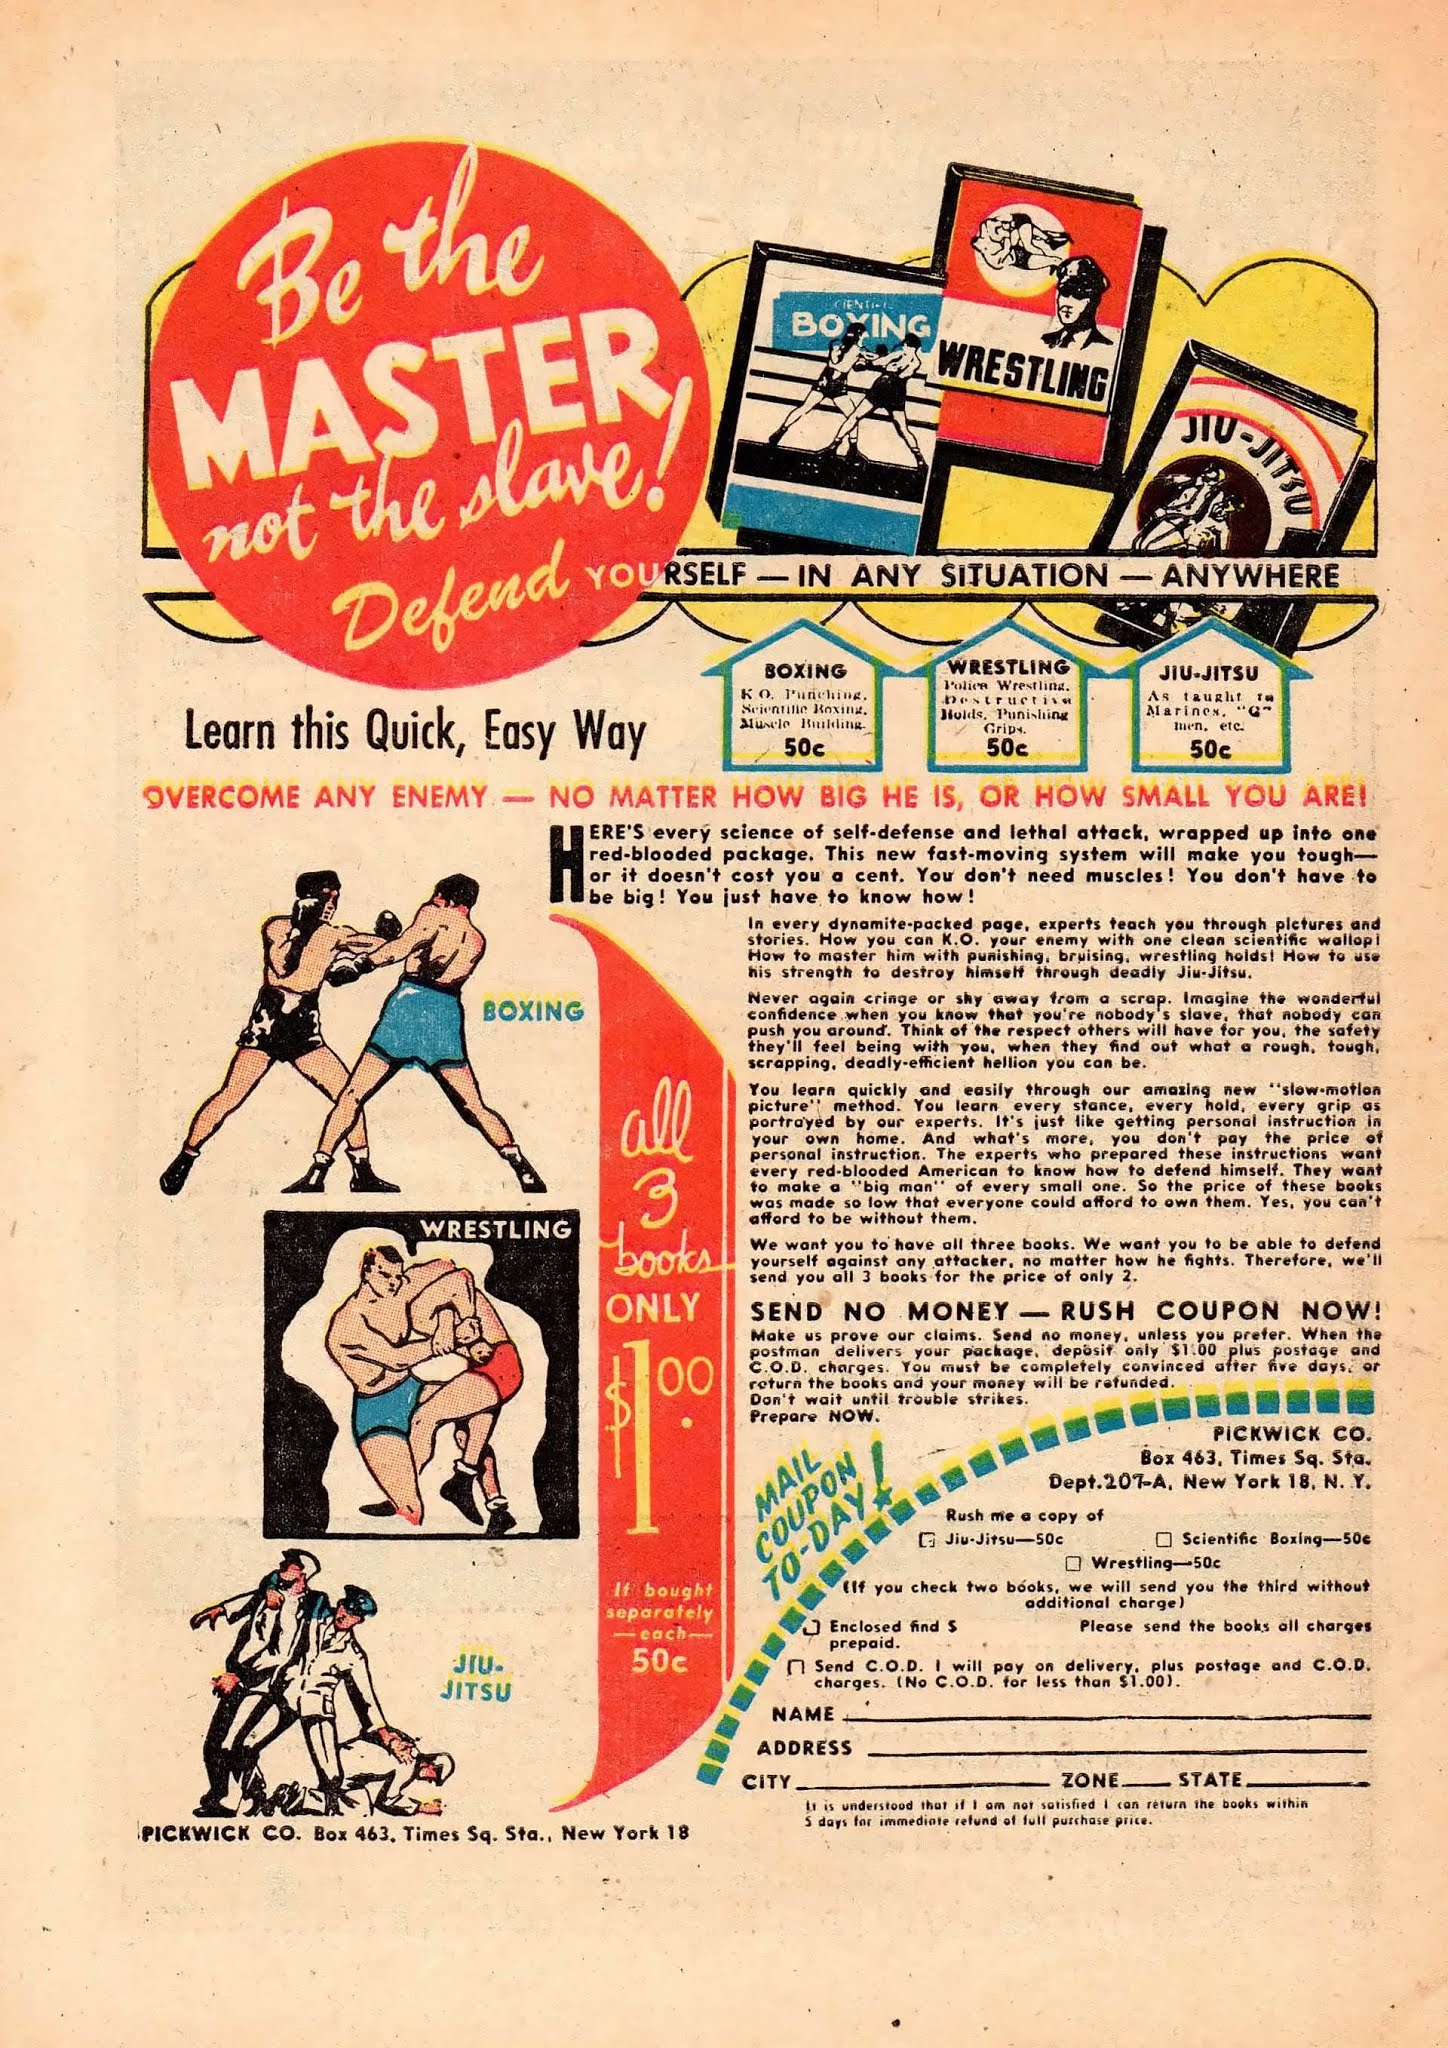 Be the
MASTER,
not the slave!
Defend YOURSELF — IN ANY SITUATION — ANYWHERE
BOXING
WRESTLING
JIU-JITSU
BOXING
K.O. Punching,
Scientific Boxing,
Muscle Building.
50c
WRESTLING
Police Wrestling,
Destructive
Holds, Punishing
Grips.
50c
JIU-JITSU
As taught to
Marines, "G"
men, etc.
50c
Learn this Quick, Easy Way
OVERCOME ANY ENEMY — NO MATTER HOW BIG HE IS, OR HOW SMALL YOU ARE!
HERE'S every science of self-defense and lethal attack, wrapped up into one
red-blooded package. This new fast-moving system will make you tough—
or it doesn't cost you a cent. You don't need muscles! You don't have to
be big! You just have to know how!
In every dynamite-packed page, experts teach you through pictures and
stories. How you can K.O. your enemy with one clean scientific wallop!
How to master him with punishing, bruising, wrestling holds! How to use
his strength to destroy himself through deadly Jiu-Jitsu.
Never again cringe or shy away from a scrap. Imagine the wonderful
confidence when you know that you're nobody's slave, that nobody can
push you around. Think of the respect others will have for you, the safety
they'll feel being with you, when they find out what a rough, tough,
scrapping, deadly-efficient hellion you can be.
You learn quickly and easily through our amazing new "slow-motion
picture" method. You learn every stance, every hold, every grip as
portrayed by our experts. It's just like getting personal instruction in
your own home. And what's more, you don't pay the price of
personal instruction. The experts who prepared these instructions want
every red-blooded American to know how to defend himself. They want
to make a "big man" of every small one. So the price of these books
was made so low that everyone could afford to own them. Yes, you can't
afford to be without them.
We want you to have all three books. We want you to be able to defend
yourself against any attacker, no matter how he fights. Therefore, we'll
send you all 3 books for the price of only 2.
SEND NO MONEY — RUSH COUPON NOW!
Make us prove our claims. Send no money, unless you prefer. When the
postman delivers your package, deposit only $1.00 plus postage and
C.O.D. charges. You must be completely convinced after five days, or
return the books and your money will be refunded.
Don't wait until trouble strikes.
Prepare NOW.
BOXING
WRESTLING
JIU-
JITSU
all
3
books
ONLY
$1.00
If bought
separately
—each—
50c
MAIL
COUPON
TO-DAY!
PICKWICK CO.
Box 463, Times Sq. Sta.
Dept.207-A, New York 18, N. Y.
Rush me a copy of
Jiu-Jitsu—50c Scientific Boxing—50c
Wrestling—50c
(If you check two books, we will send you the third without
additional charge)
Enclosed find $ Please send the books all charges
prepaid.
Send C.O.D. I will pay on delivery, plus postage and C.O.D.
charges. (No C.O.D. for less than $1.00).
NAME
ADDRESS
CITY ZONE STATE
It is understood that if I am not satisfied I can return the books within
5 days for immediate refund of full purchase price.
PICKWICK CO. Box 463, Times Sq. Sta., New York 18